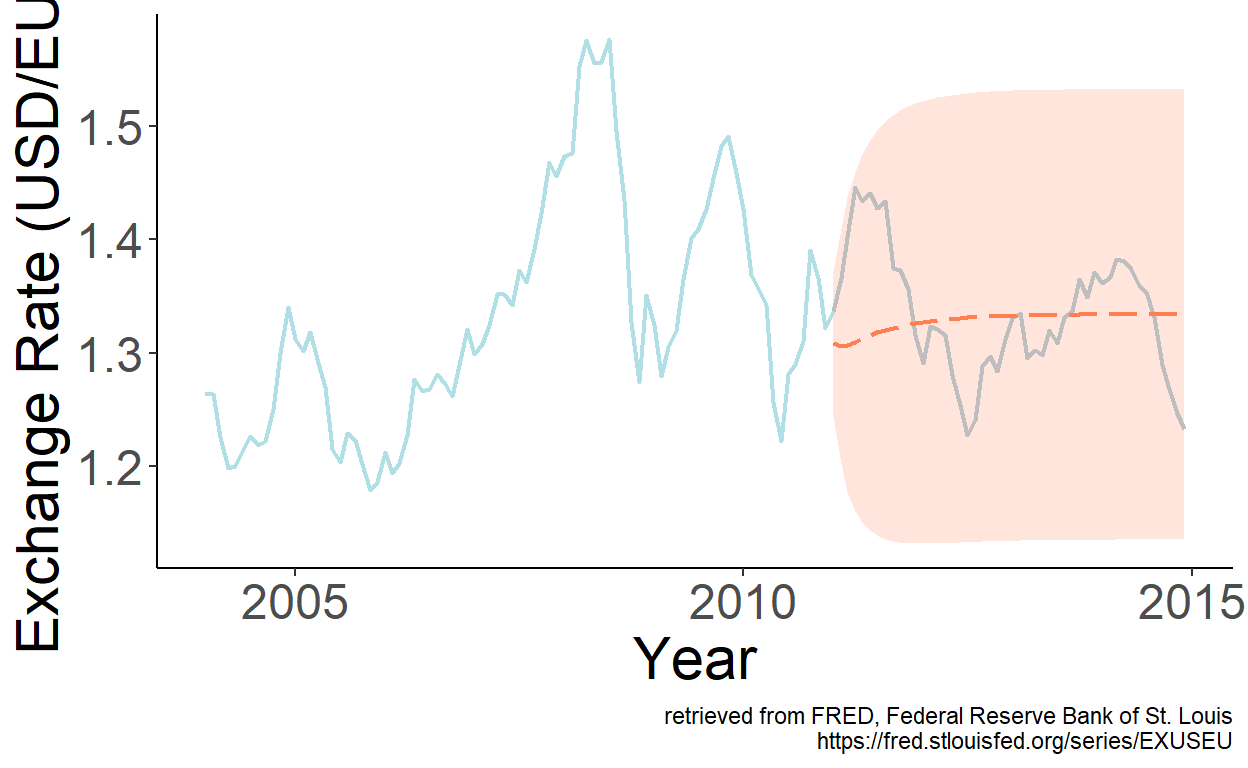 Exchange Rate (USD/EU
1.5
1.4
1.3
1.2
2005 2010 2015
Year
retrieved from FRED, Federal Reserve Bank of St. Louis
https://fred.stlouisfed.org/series/EXUSEU